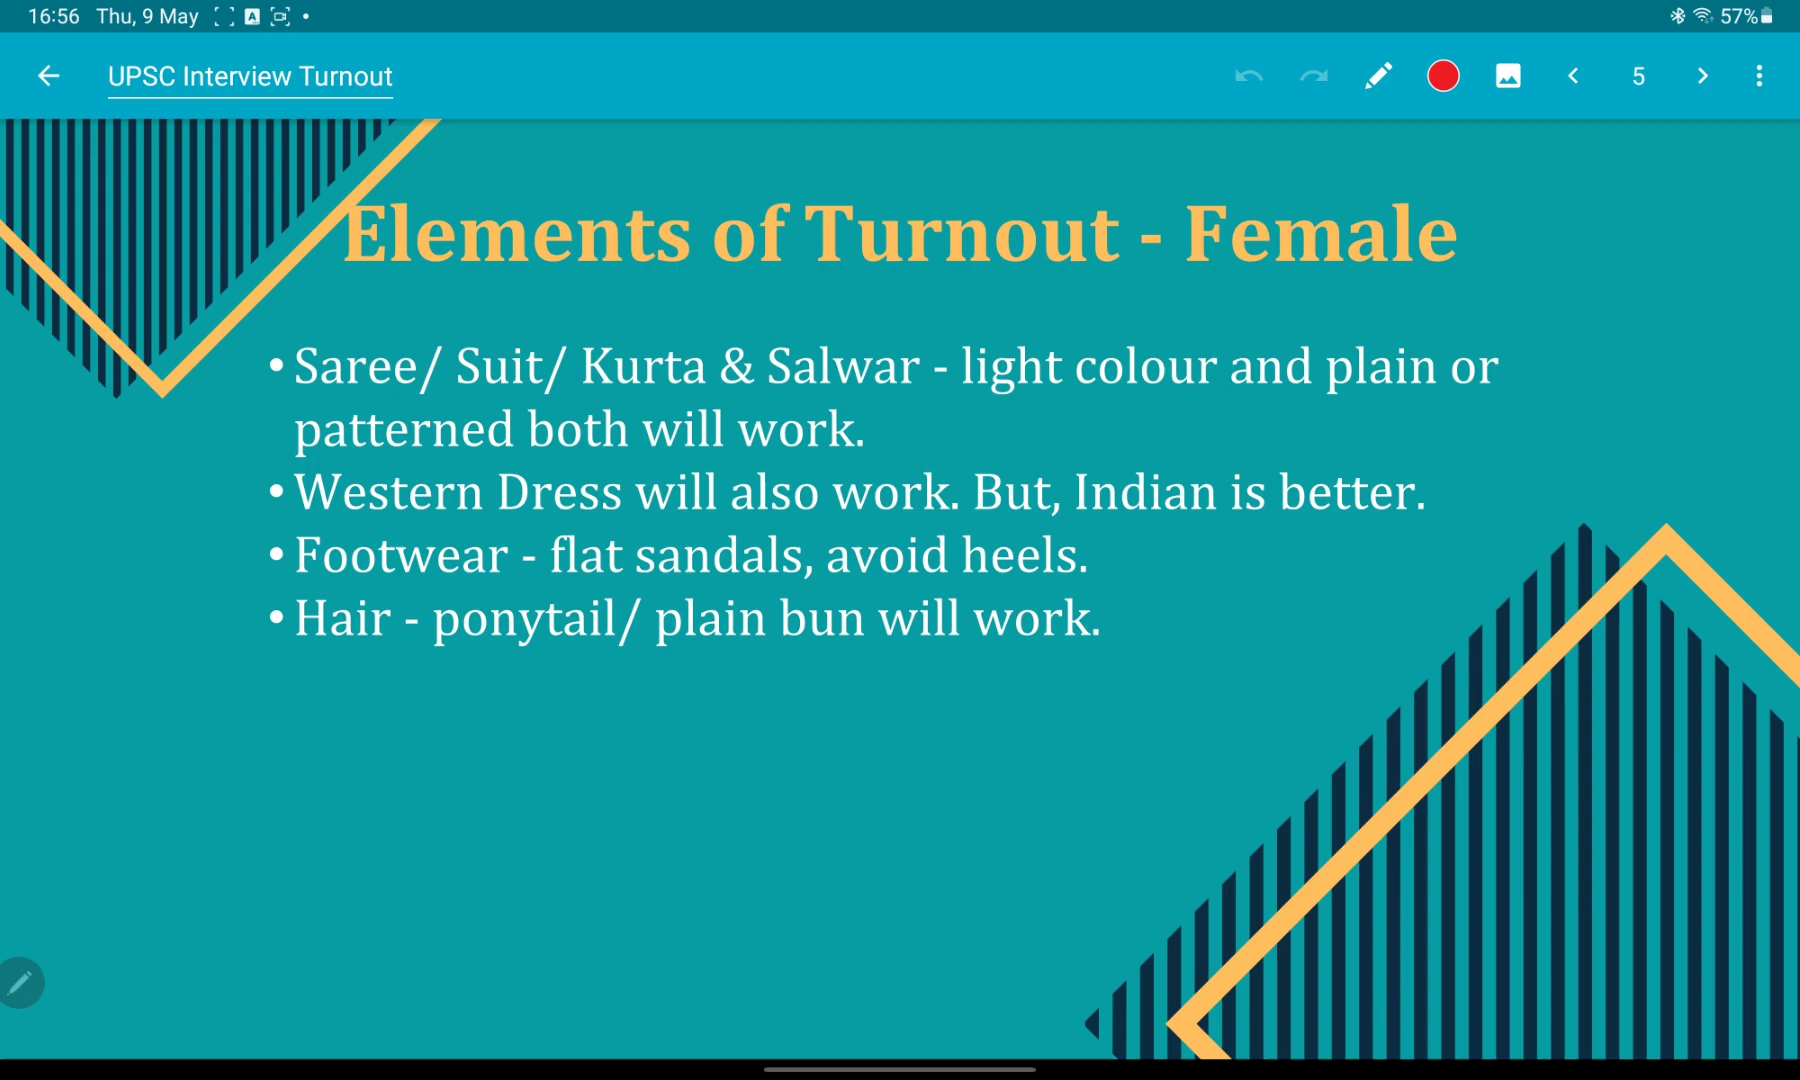 16:56 Thu, 9 May
57%
UPSC Interview Turnout
5
Elements of Turnout - Female
• Saree/ Suit/ Kurta & Salwar - light colour and plain or
patterned both will work.
• Western Dress will also work. But, Indian is better.
• Footwear - flat sandals, avoid heels.
• Hair - ponytail/ plain bun will work.